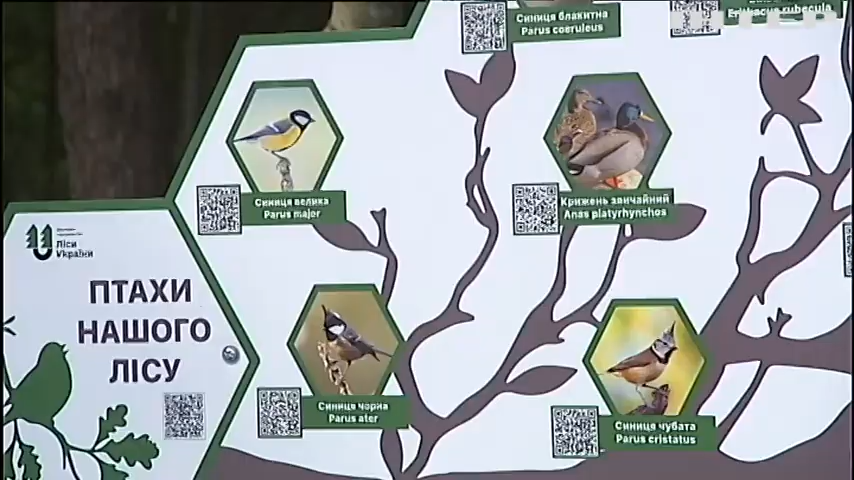 Синиця блакитна
Parus coeruleus
Erithacus rubecula
ІНТЕР
Синиця велика
Parus major
Крижень звичайний
Anas platyrhynchos
Ліси
України
ПТАХИ
НАШОГО
ЛІСУ
Синиця чорна
Parus ater
Синиця чубата
Parus cristatus